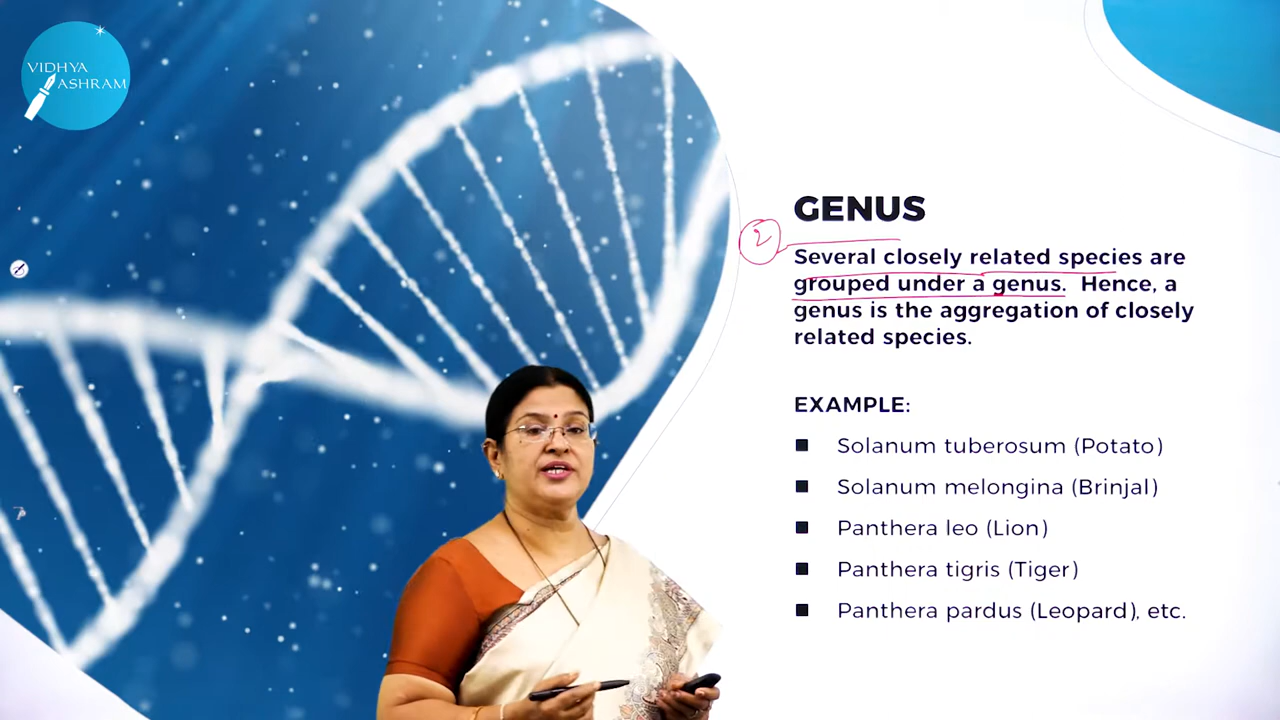 VIDHYA
ASHRAM
GENUS
2
Several closely related species are
grouped under a genus. Hence, a
genus is the aggregation of closely
related species.
EXAMPLE:
Solanum tuberosum (Potato)
Solanum melongina (Brinjal)
Panthera leo (Lion)
Panthera tigris (Tiger)
Panthera pardus (Leopard), etc.